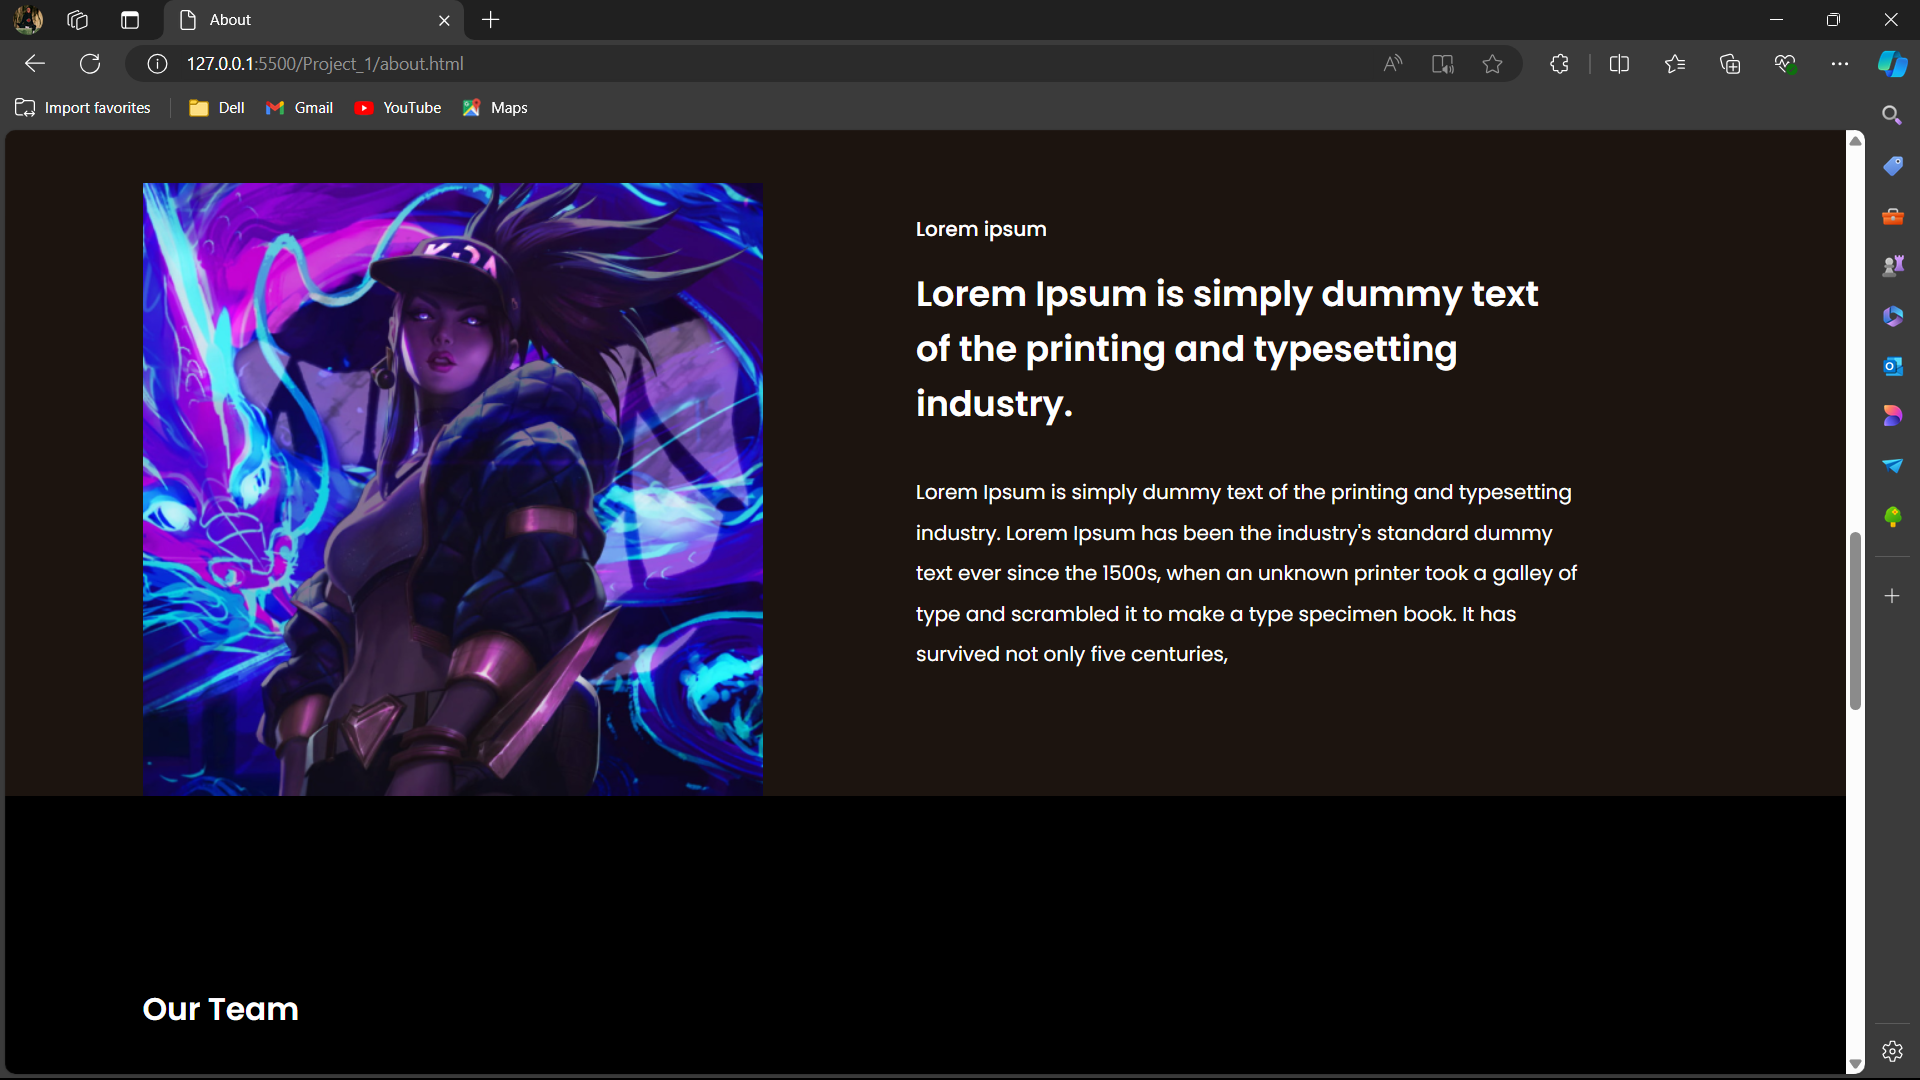 About
127.0.0.1:5500/Project_1/about.html
Import favorites
Dell
Gmail
YouTube
Maps
K/DA
Lorem ipsum
Lorem Ipsum is simply dummy text
of the printing and typesetting
industry.
Lorem Ipsum is simply dummy text of the printing and typesetting
industry. Lorem Ipsum has been the industry's standard dummy
text ever since the 1500s, when an unknown printer took a galley of
type and scrambled it to make a type specimen book. It has
survived not only five centuries,
Our Team